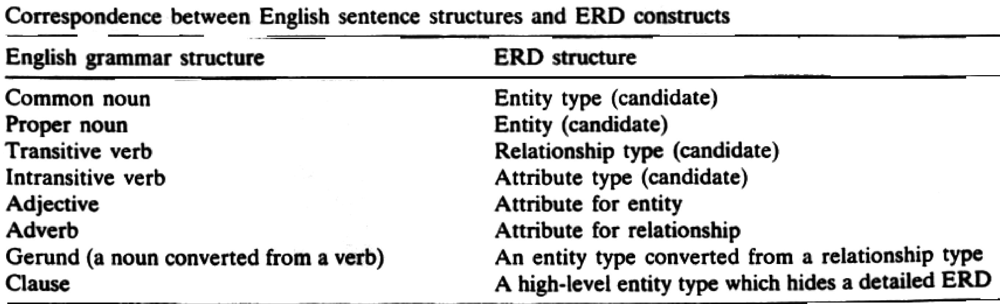 Correspondence between English sentence structures and ERD constructs
English grammar structure ERD structure
Common noun Entity type (candidate)
Proper noun Entity (candidate)
Transitive verb Relationship type (candidate)
Intransitive verb Attribute type (candidate)
Adjective Attribute for entity
Adverb Attribute for relationship
Gerund (a noun converted from a verb) An entity type converted from a relationship type
Clause A high-level entity type which hides a detailed ERD